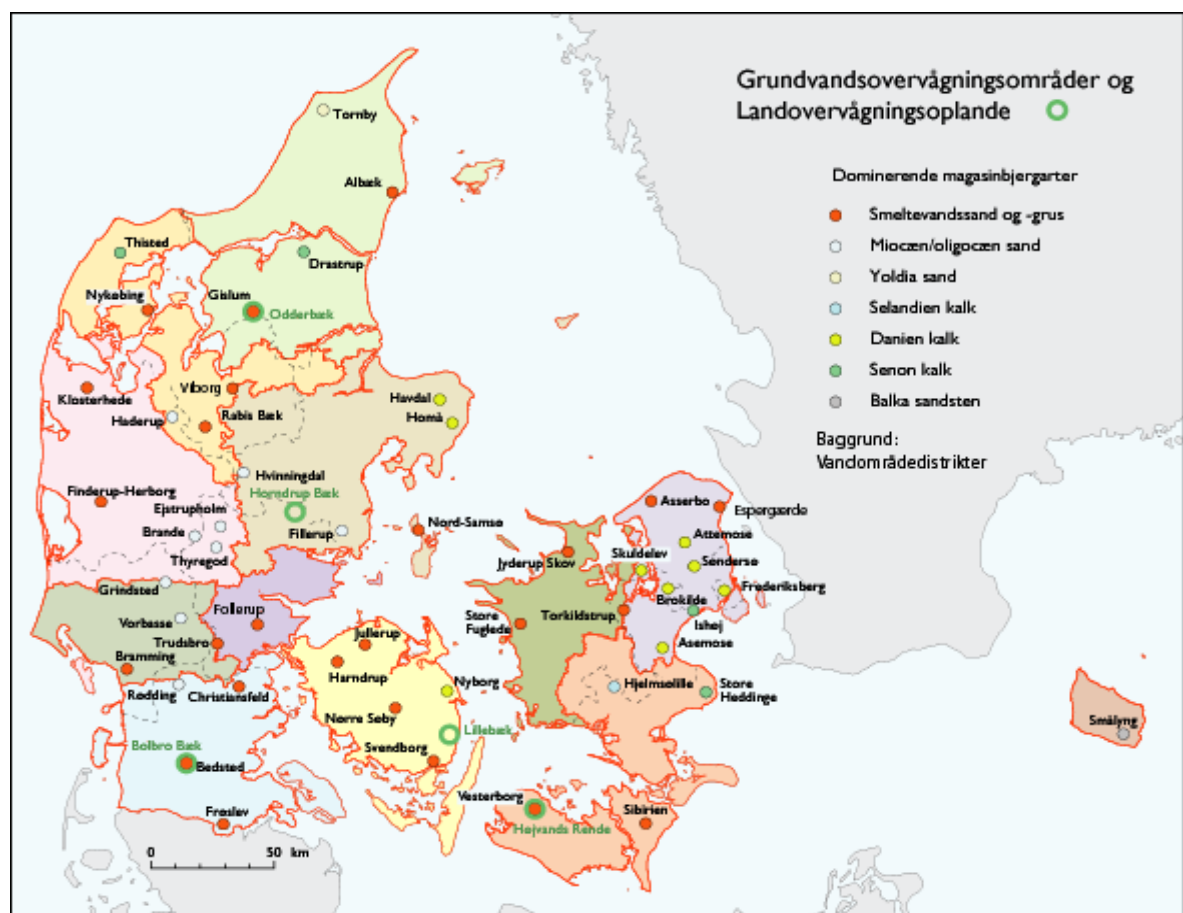 Grundvandsovervågningsområder og
Landovervågningsoplande
Dominerende magasinbjergarter
Smeltevandssand og -grus
Miocæn/oligocæn sand
Yoldia sand
Selandien kalk
Danien kalk
Senon kalk
Balka sandsten
Baggrund:
Vandområdedistrikter
Tornby
Albæk
Thisted
Drastrup
Nykøbing
Gislum
Odderbæk
Viborg
Klosterhede
Haderup
Rabis Bæk
Havdal
Homå
Hvinningdal
Horndrup Bæk
Finderup-Herborg
Ejstrupholm
Brande
Fillerup
Thyregod
Nord-Samsø
Asserbo
Espergærde
Attemose
Jyderup Skov
Skuldelev
Søndersø
Grindsted
Brokilde
Frederiksberg
Follerup
Store
Fuglede
Torkildstrup
Ishøj
Vorbasse
Jullerup
Trudsbro
Asemose
Bramming
Harndrup
Rødding
Christiansfeld
Nyborg
Hjelmsølille
Store
Heddinge
Nørre Søby
Lillebæk
Smålyng
Bolbro Bæk
Svendborg
Bedsted
Vesterborg
Sibirien
Frøslev
Højvands Rende
0 50 km